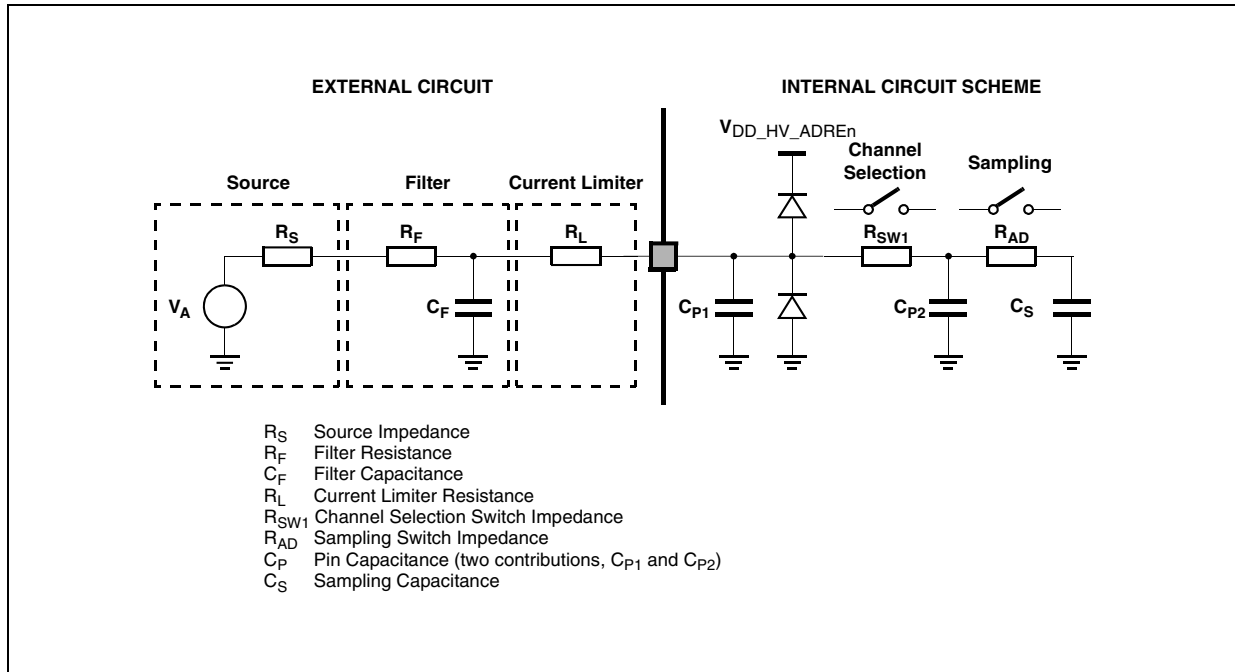 EXTERNAL CIRCUIT
INTERNAL CIRCUIT SCHEME
VDD_HV_ADREn
Channel
Selection
Sampling
Source
Filter
Current Limiter
RS
RF
RL
RSW1
RAD
VA
CF
CP1
CP2
CS
RS Source Impedance
RF Filter Resistance
CF Filter Capacitance
RL Current Limiter Resistance
RSW1 Channel Selection Switch Impedance
RAD Sampling Switch Impedance
CP Pin Capacitance (two contributions, CP1 and CP2)
CS Sampling Capacitance